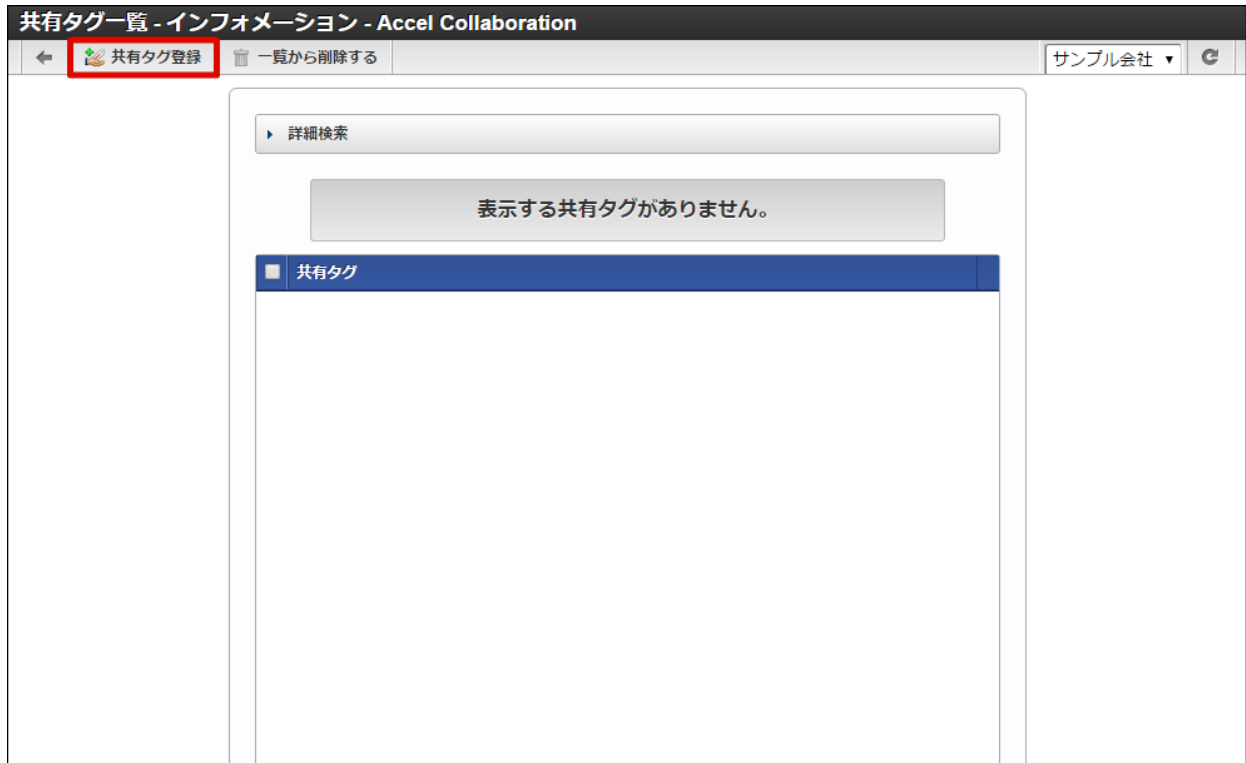 共有タグ一覧 - インフォメーション - Accel Collaboration
共有タグ登録 一覧から削除する サンプル会社
詳細検索
表示する共有タグがありません。
共有タグ